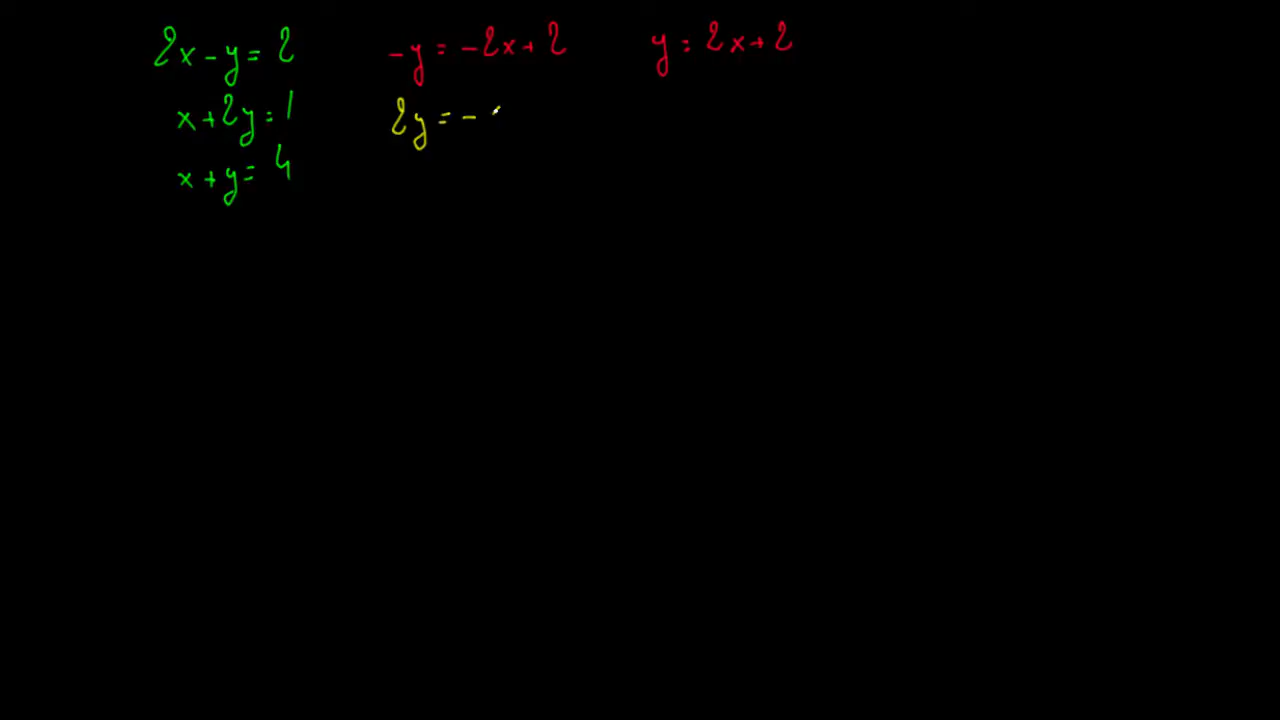 2x - y = 2 -y = -2x + 2 y = 2x + 2
x + 2y = 1 2y = -
x + y = 4